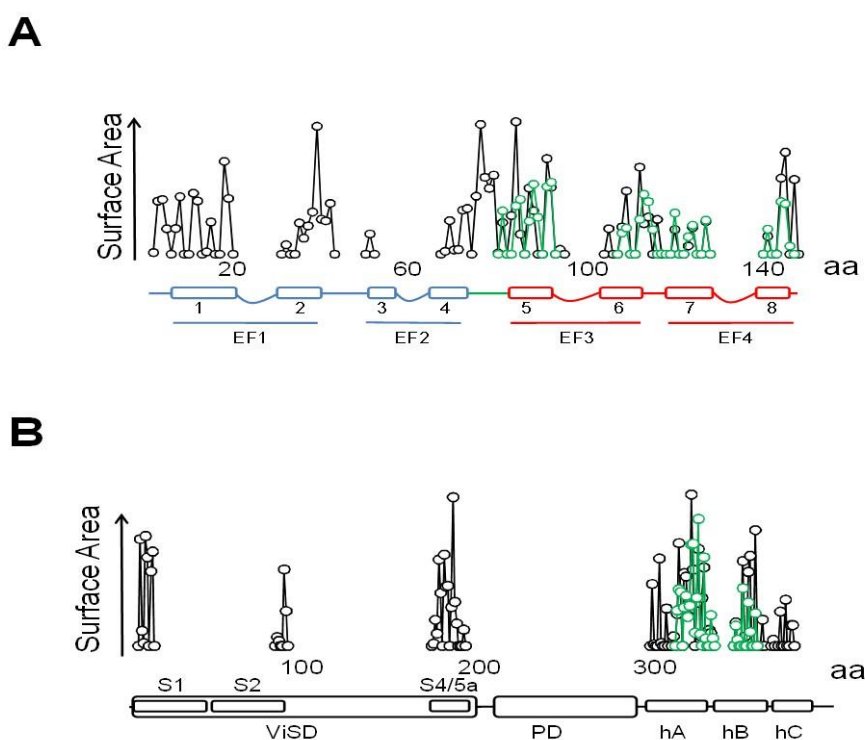 A
Surface Area
20 60 100 140 aa
1 2 3 4 5 6 7 8
EF1 EF2 EF3 EF4
B
Surface Area
100 200 300 aa
S1 S2 S4/5a
ViSD PD hA hB hC